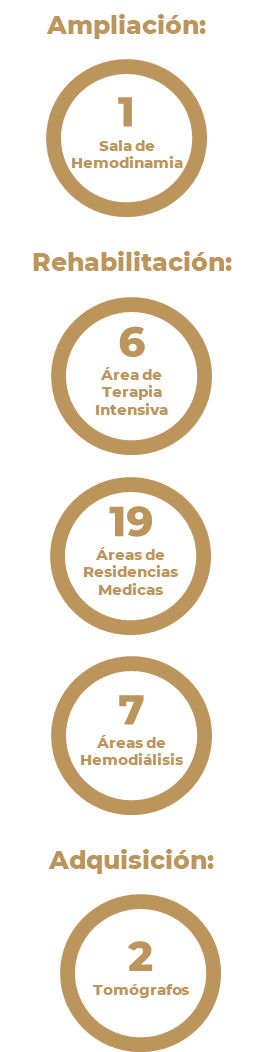 Ampliación:
1
Sala de
Hemodinamia
Rehabilitación:
6
Área de
Terapia
Intensiva
19
Áreas de
Residencias
Medicas
7
Áreas de
Hemodiálisis
Adquisición:
2
Tomógrafos